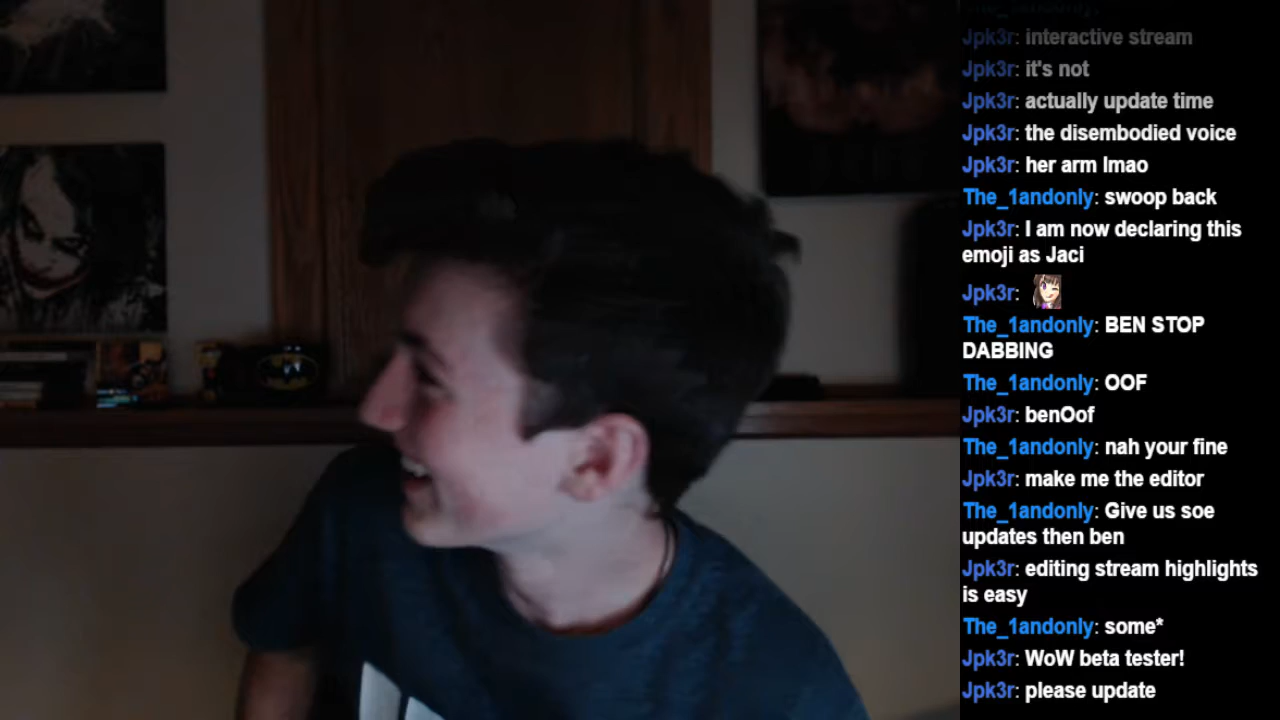 The_1andonly:
Jpk3r: interactive stream
Jpk3r: it's not
Jpk3r: actually update time
Jpk3r: the disembodied voice
Jpk3r: her arm lmao
The_1andonly: swoop back
Jpk3r: I am now declaring this
emoji as Jaci
Jpk3r:
The_1andonly: BEN STOP
DABBING
The_1andonly: OOF
Jpk3r: benOof
The_1andonly: nah your fine
Jpk3r: make me the editor
The_1andonly: Give us soe
updates then ben
Jpk3r: editing stream highlights
is easy
The_1andonly: some*
Jpk3r: WoW beta tester!
Jpk3r: please update